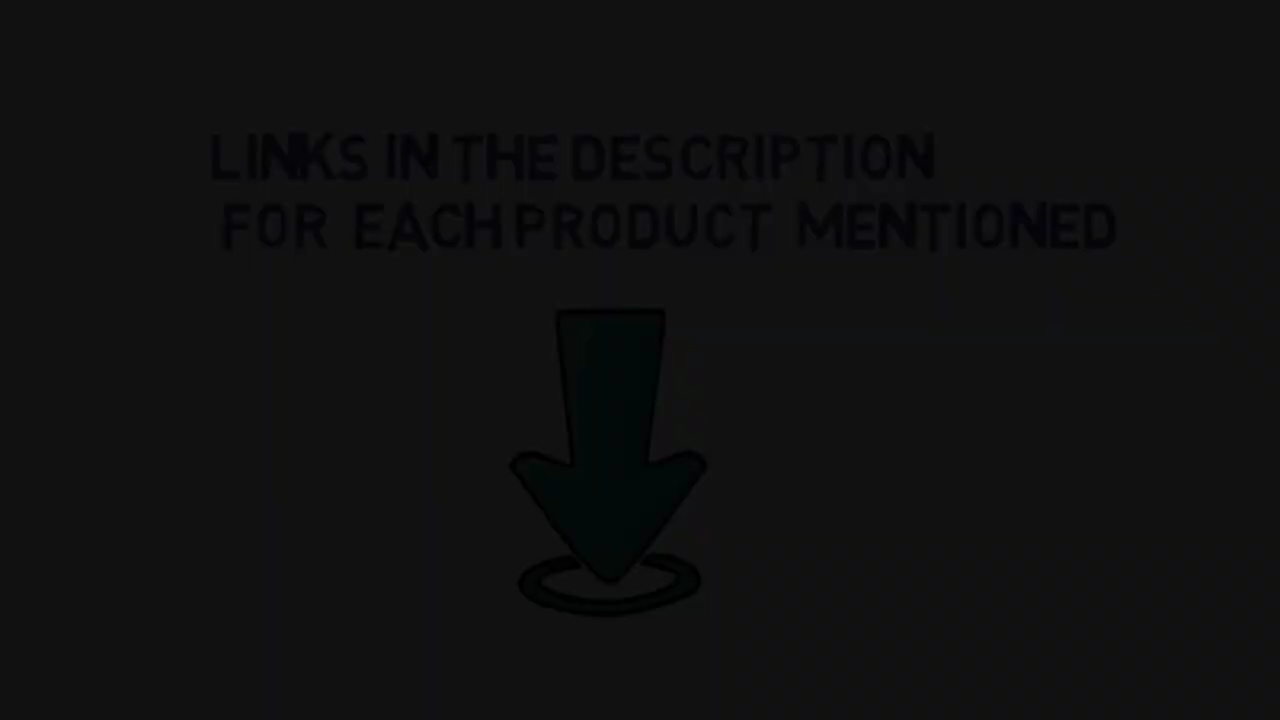 LINKS IN THE DESCRIPTION
FOR EACH PRODUCT MENTIONED